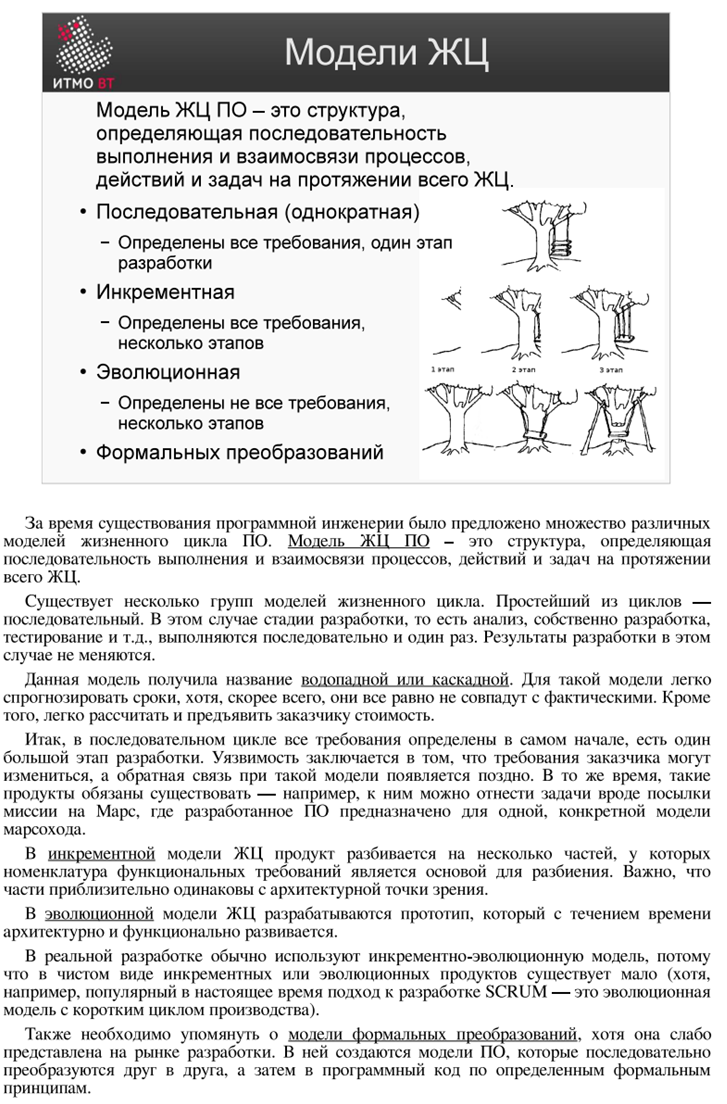 Модели ЖЦ
ИТМО ВТ
Модель ЖЦ ПО – это структура,
определяющая последовательность
выполнения и взаимосвязи процессов,
действий и задач на протяжении всего ЖЦ.
• Последовательная (однократная)
– Определены все требования, один этап
разработки
• Инкрементная
– Определены все требования,
несколько этапов
1 этап 2 этап 3 этап
• Эволюционная
– Определены не все требования,
несколько этапов
• Формальных преобразований
За время существования программной инженерии было предложено множество различных
моделей жизненного цикла ПО. Модель ЖЦ ПО – это структура, определяющая
последовательность выполнения и взаимосвязи процессов, действий и задач на протяжении
всего ЖЦ.
Существует несколько групп моделей жизненного цикла. Простейший из циклов —
последовательный. В этом случае стадии разработки, то есть анализ, собственно разработка,
тестирование и т.д., выполняются последовательно и один раз. Результаты разработки в этом
случае не меняются.
Данная модель получила название водопадной или каскадной. Для такой модели легко
спрогнозировать сроки, хотя, скорее всего, они все равно не совпадут с фактическими. Кроме
того, легко рассчитать и предъявить заказчику стоимость.
Итак, в последовательном цикле все требования определены в самом начале, есть один
большой этап разработки. Уязвимость заключается в том, что требования заказчика могут
измениться, а обратная связь при такой модели появляется поздно. В то же время, такие
продукты обязаны существовать — например, к ним можно отнести задачи вроде посылки
миссии на Марс, где разработанное ПО предназначено для одной, конкретной модели
марсохода.
В инкрементной модели ЖЦ продукт разбивается на несколько частей, у которых
номенклатура функциональных требований является основой для разбиения. Важно, что
части приблизительно одинаковы с архитектурной точки зрения.
В эволюционной модели ЖЦ разрабатываются прототип, который с течением времени
архитектурно и функционально развивается.
В реальной разработке обычно используют инкрементно-эволюционную модель, потому
что в чистом виде инкрементных или эволюционных продуктов существует мало (хотя,
например, популярный в настоящее время подход к разработке SCRUM — это эволюционная
модель с коротким циклом производства).
Также необходимо упомянуть о модели формальных преобразований, хотя она слабо
представлена на рынке разработки. В ней создаются модели ПО, которые последовательно
преобразуются друг в друга, а затем в программный код по определенным формальным
принципам.